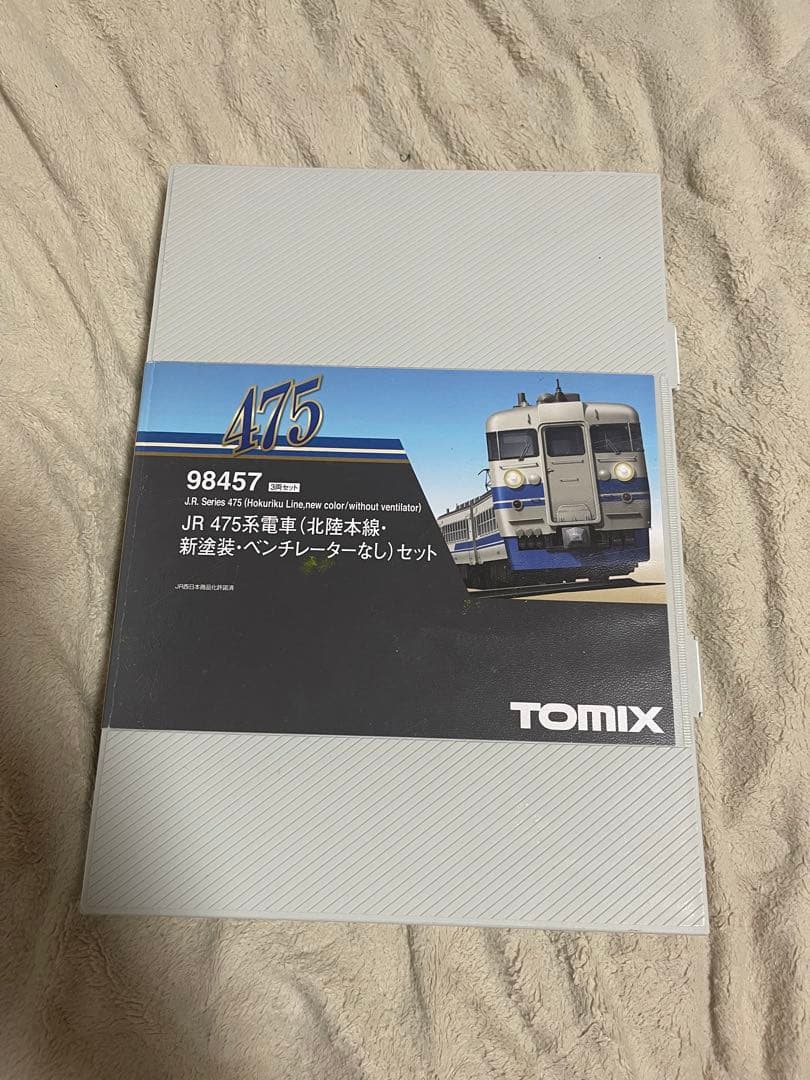 475
98457 3両セット
J.R. Series 475 (Hokuriku Line,new color/without ventilator)
JR 475系電車(北陸本線・
新塗装・ベンチレーターなし)セット
JR西日本商品化許諾済
TOMIX